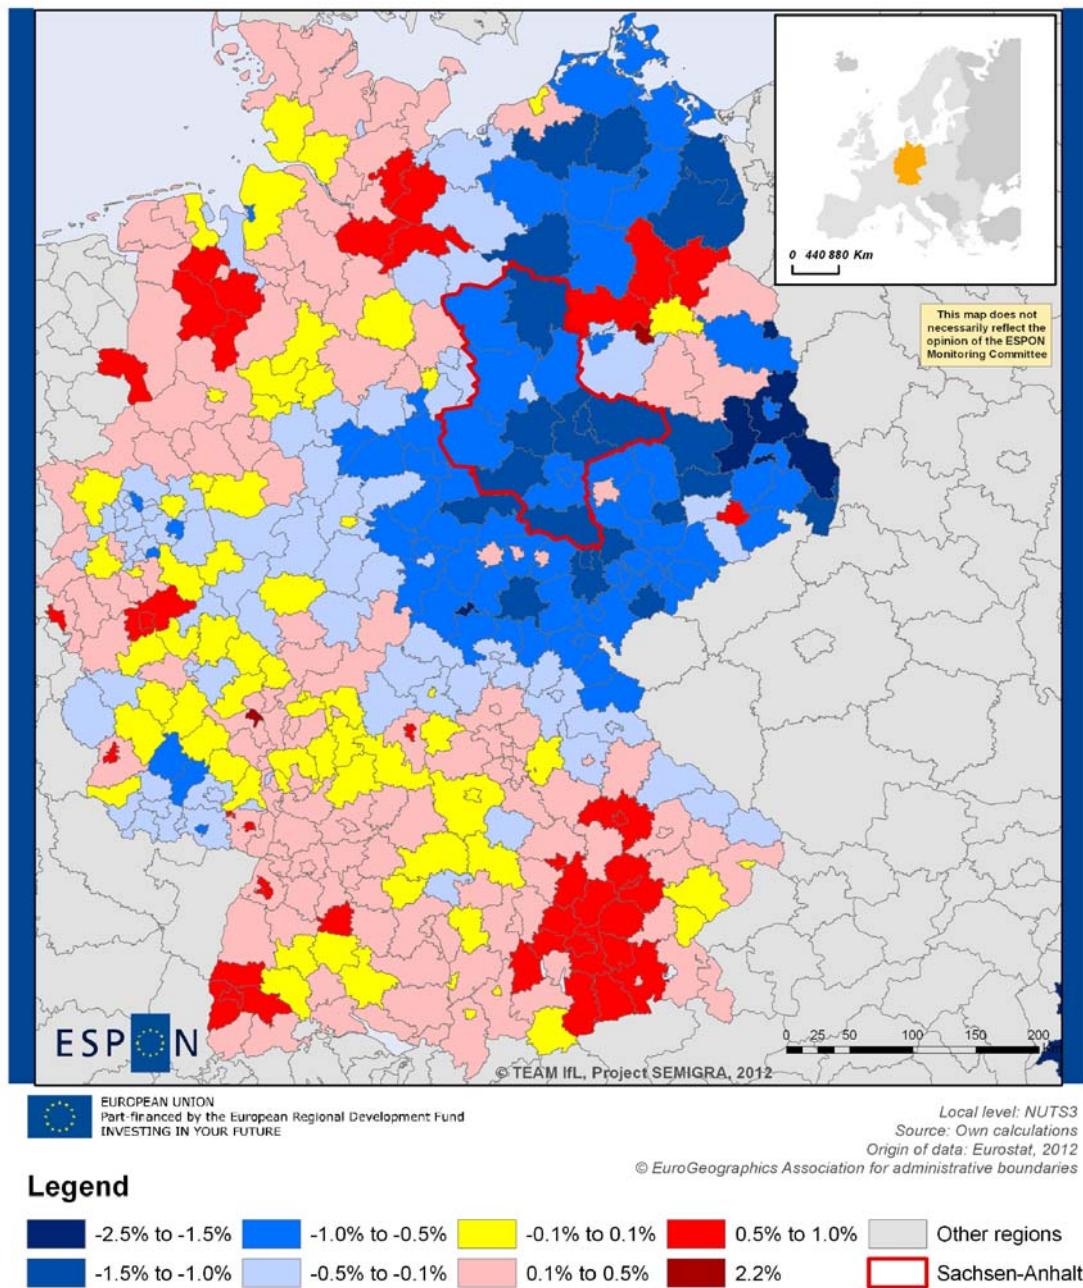 0 440 880 Km
This map does not
necessarily reflect the
opinion of the ESPON
Monitoring Committee
ESPON
0 25 50 100 150 200
© TEAM IfL, Project SEMIGRA, 2012
EUROPEAN UNION
Part-financed by the European Regional Development Fund
INVESTING IN YOUR FUTURE
Local level: NUTS3
Source: Own calculations
Origin of data: Eurostat, 2012
© EuroGeographics Association for administrative boundaries
Legend
-2.5% to -1.5% -1.0% to -0.5% -0.1% to 0.1% 0.5% to 1.0% Other regions
-1.5% to -1.0% -0.5% to -0.1% 0.1% to 0.5% 2.2% Sachsen-Anhalt